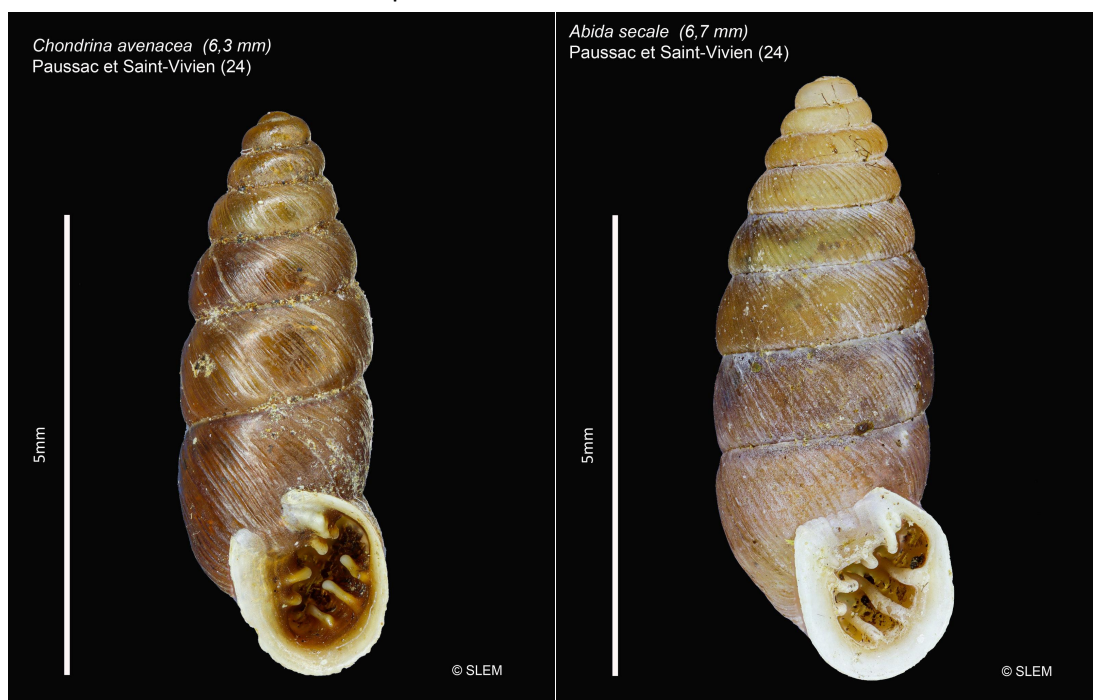 Chondrina avenacea (6,3 mm)
Paussac et Saint-Vivien (24)
5mm
© SLEM
Abida secale (6,7 mm)
Paussac et Saint-Vivien (24)
5mm
© SLEM